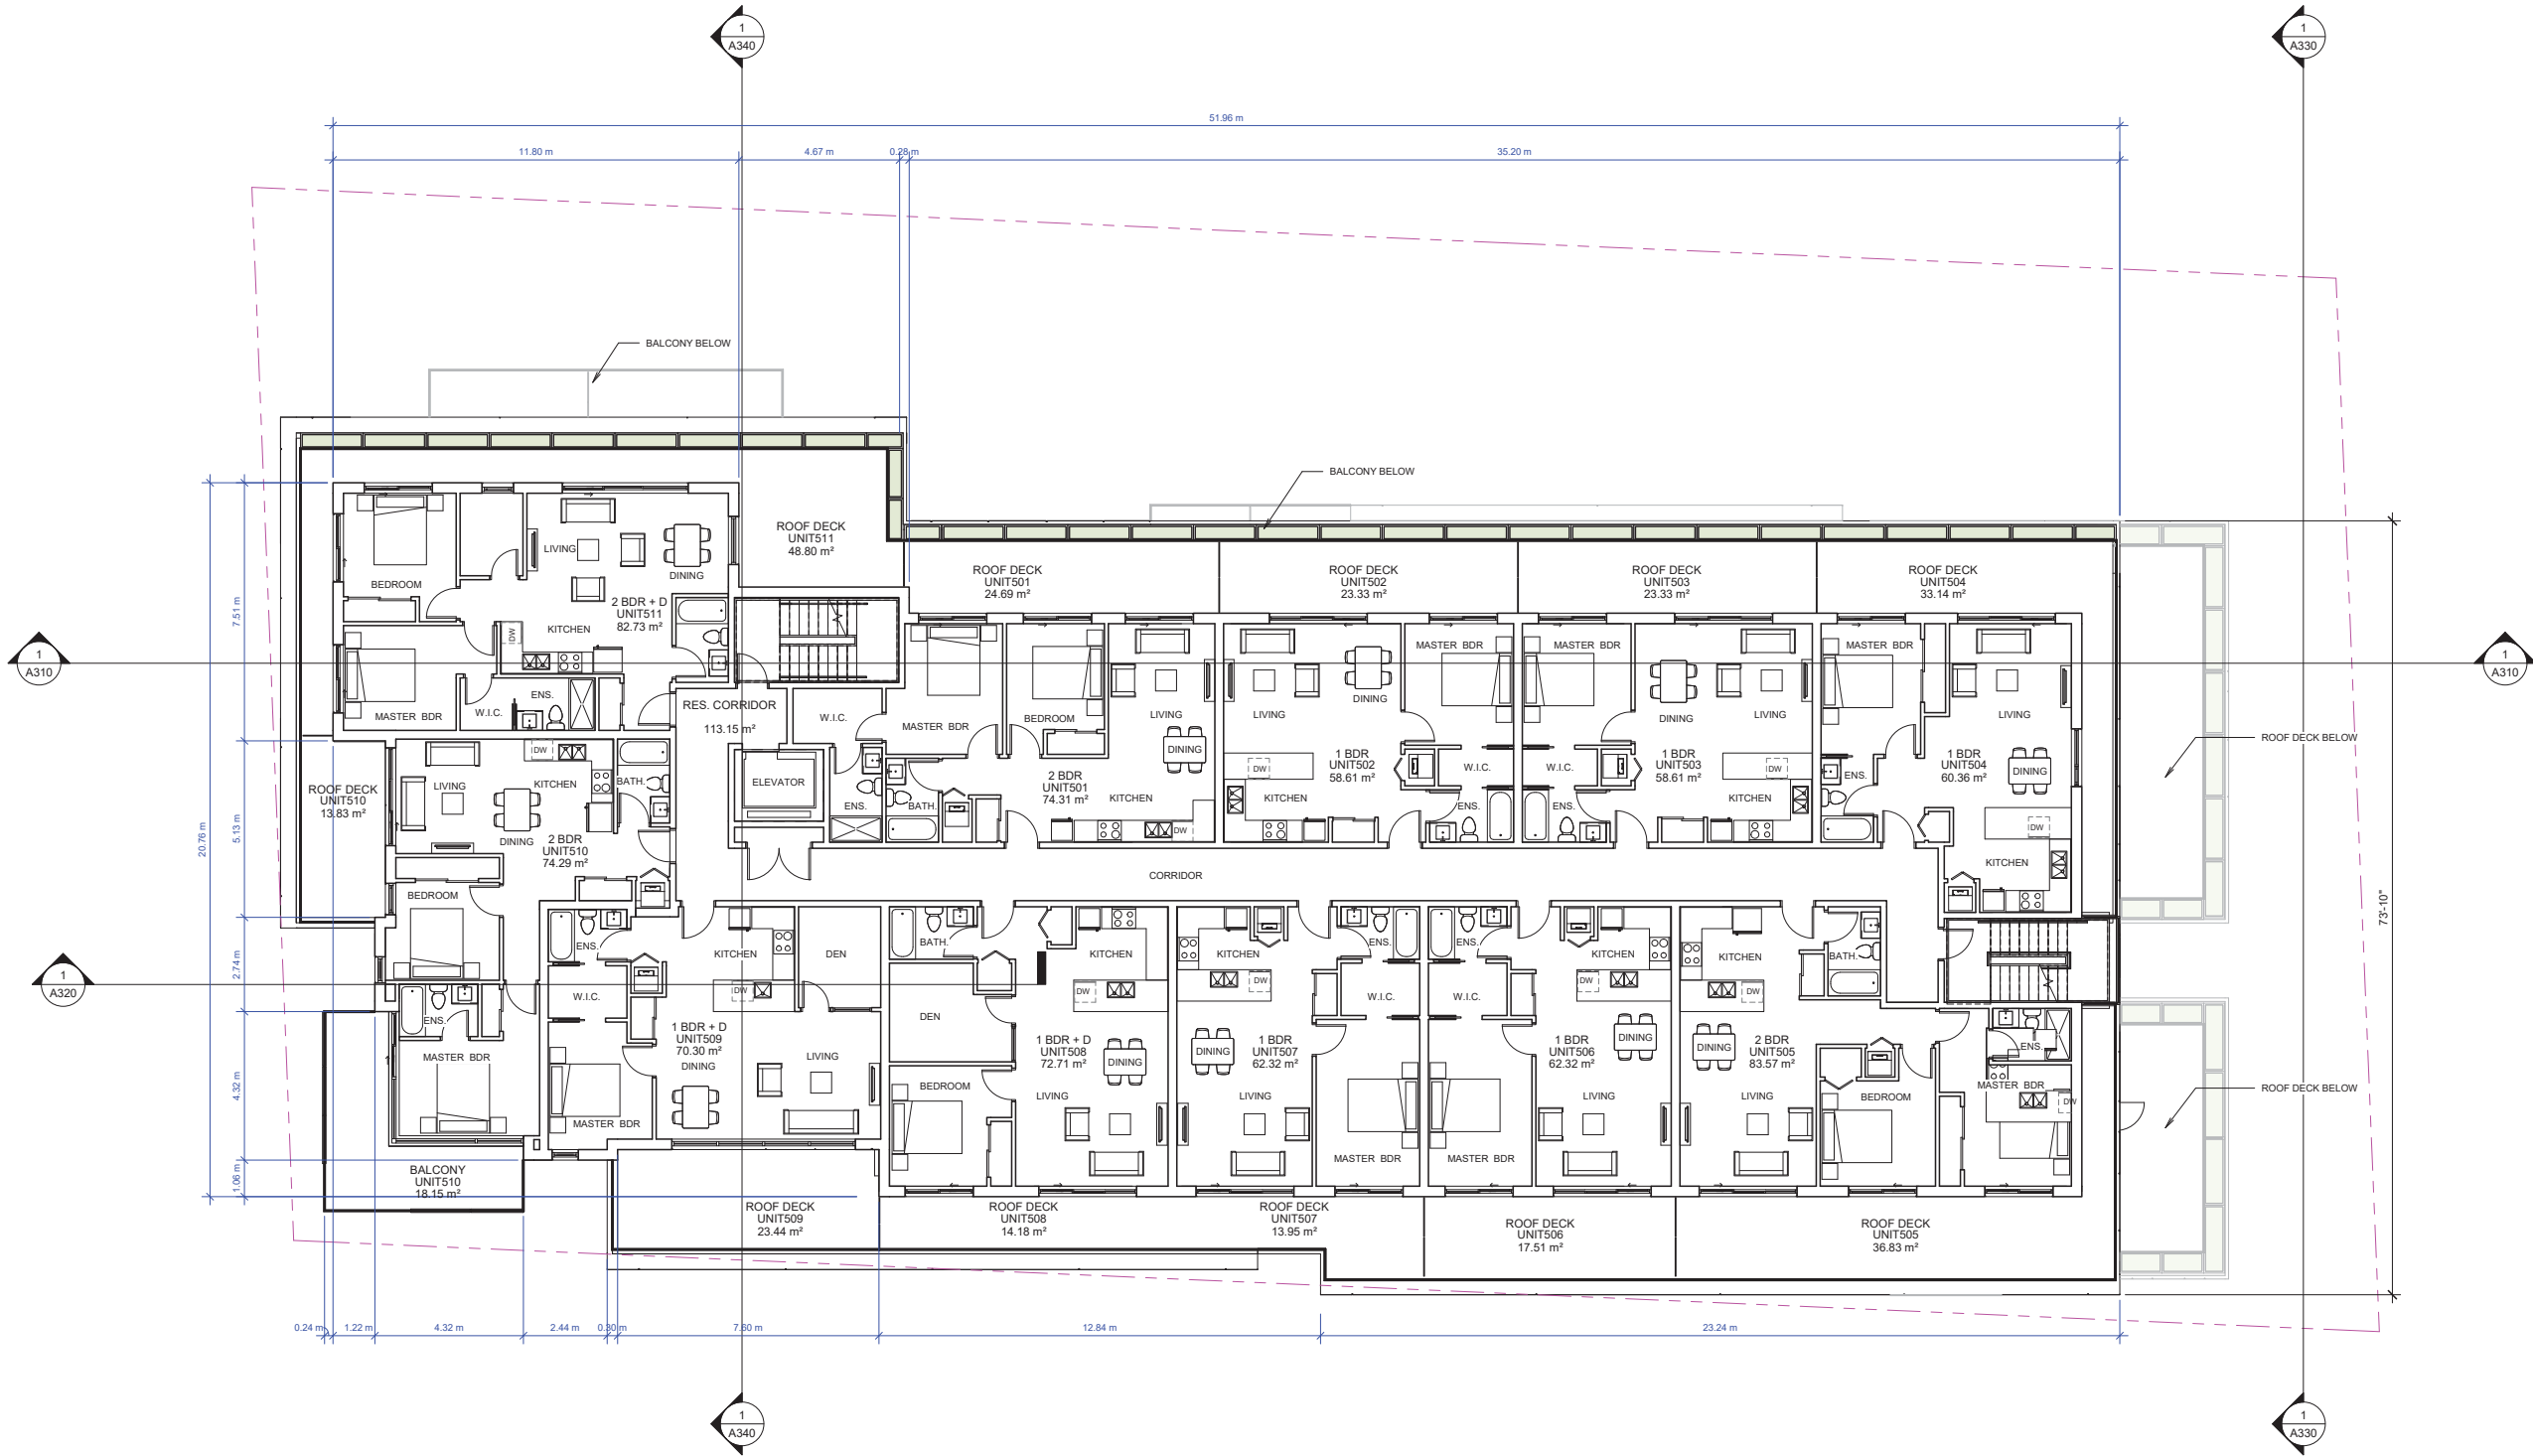 1
A340
1
A330
51.96 m
11.80 m
4.67 m
0.28 m
35.20 m
BALCONY BELOW
BALCONY BELOW
ROOF DECK
UNIT511
48.80 m²
ROOF DECK
UNIT501
24.69 m²
ROOF DECK
UNIT502
23.33 m²
ROOF DECK
UNIT503
23.33 m²
ROOF DECK
UNIT504
33.14 m²
LIVING
DINING
BEDROOM
2 BDR + D
UNIT511
82.73 m²
KITCHEN
DW
ENS.
W.I.C.
MASTER BDR
7.51 m
1
A310
1
A310
RES. CORRIDOR
113.15 m²
W.I.C.
MASTER BDR
BEDROOM
LIVING
DINING
2 BDR
UNIT501
74.31 m²
KITCHEN
DW
ENS.
BATH.
ELEVATOR
MASTER BDR
DINING
LIVING
1 BDR
UNIT502
58.61 m²
DW
W.I.C.
KITCHEN
ENS.
MASTER BDR
DINING
LIVING
1 BDR
UNIT503
58.61 m²
DW
W.I.C.
KITCHEN
ENS.
MASTER BDR
LIVING
1 BDR
UNIT504
60.36 m²
DINING
ENS.
DW
KITCHEN
ROOF DECK BELOW
ROOF DECK
UNIT510
13.83 m²
LIVING
DW
KITCHEN
BATH.
DINING
2 BDR
UNIT510
74.29 m²
BEDROOM
20.76 m
5.13 m
CORRIDOR
73'-10"
2.74 m
1
A320
ENS.
MASTER BDR
ENS.
W.I.C.
KITCHEN
DEN
DW
1 BDR + D
UNIT509
70.30 m²
DINING
LIVING
MASTER BDR
BATH.
KITCHEN
DEN
DW
1 BDR + D
UNIT508
72.71 m²
DINING
BEDROOM
LIVING
KITCHEN
DW
ENS.
W.I.C.
DINING
1 BDR
UNIT507
62.32 m²
LIVING
MASTER BDR
ENS.
KITCHEN
W.I.C.
DW
1 BDR
UNIT506
62.32 m²
DINING
LIVING
MASTER BDR
KITCHEN
BATH.
DW
DINING
2 BDR
UNIT505
83.57 m²
LIVING
BEDROOM
ENS.
MASTER BDR
DW
ROOF DECK BELOW
4.32 m
1.06 m
BALCONY
UNIT510
18.15 m²
ROOF DECK
UNIT509
23.44 m²
ROOF DECK
UNIT508
14.18 m²
ROOF DECK
UNIT507
13.95 m²
ROOF DECK
UNIT506
17.51 m²
ROOF DECK
UNIT505
36.83 m²
0.24 m
1.22 m
4.32 m
2.44 m
0.30 m
7.60 m
12.84 m
23.24 m
1
A340
1
A330